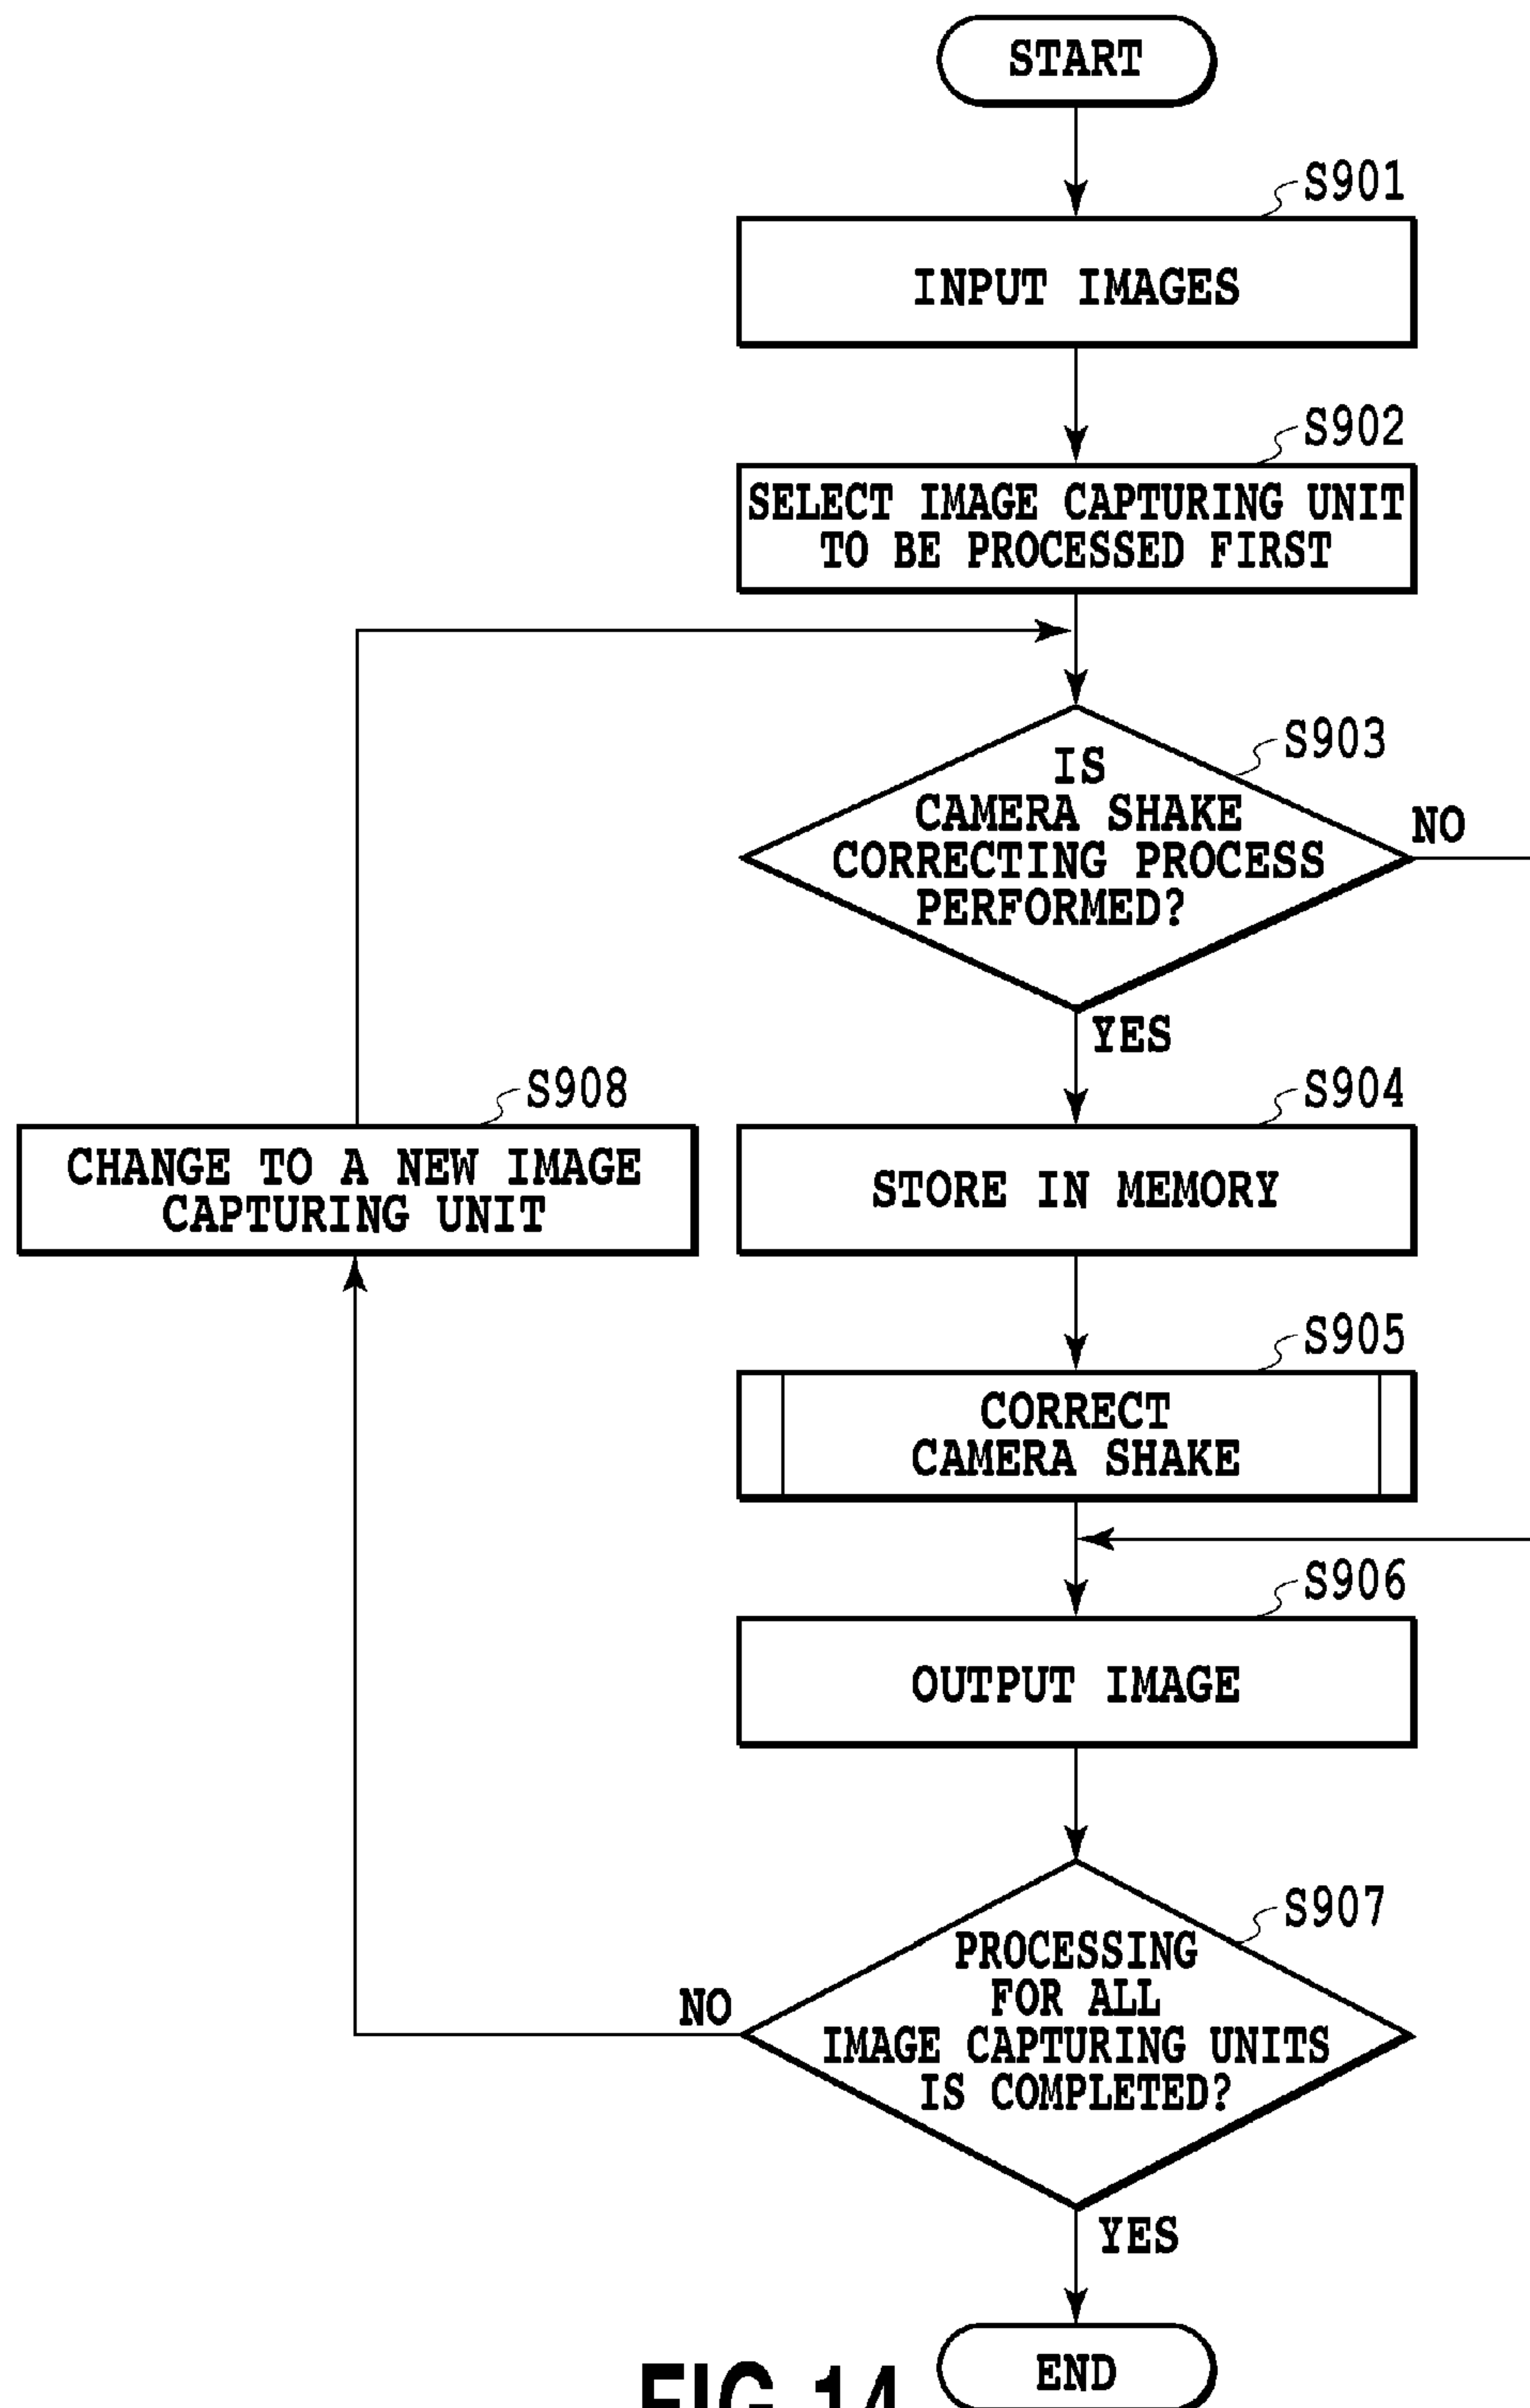 START
S901
INPUT IMAGES
S902
SELECT IMAGE CAPTURING UNIT
TO BE PROCESSED FIRST
S903
IS
CAMERA SHAKE
CORRECTING PROCESS
PERFORMED?
NO
YES
S908
CHANGE TO A NEW IMAGE
CAPTURING UNIT
S904
STORE IN MEMORY
S905
CORRECT
CAMERA SHAKE
S906
OUTPUT IMAGE
S907
PROCESSING
FOR ALL
IMAGE CAPTURING UNITS
IS COMPLETED?
NO
YES
END
FIG.14